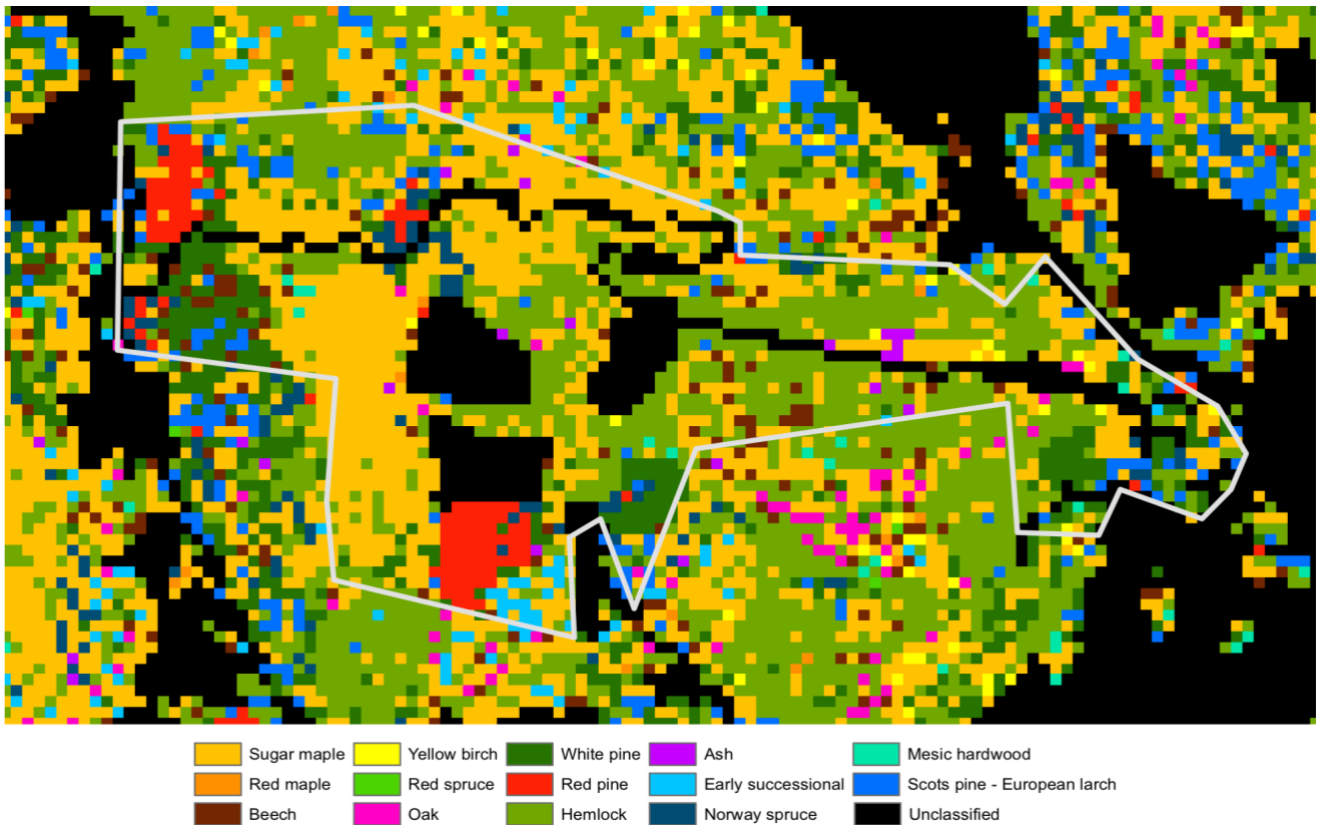 Sugar maple Yellow birch White pine Ash Mesic hardwood
Red maple Red spruce Red pine Early successional Scots pine - European larch
Beech Oak Hemlock Norway spruce Unclassified